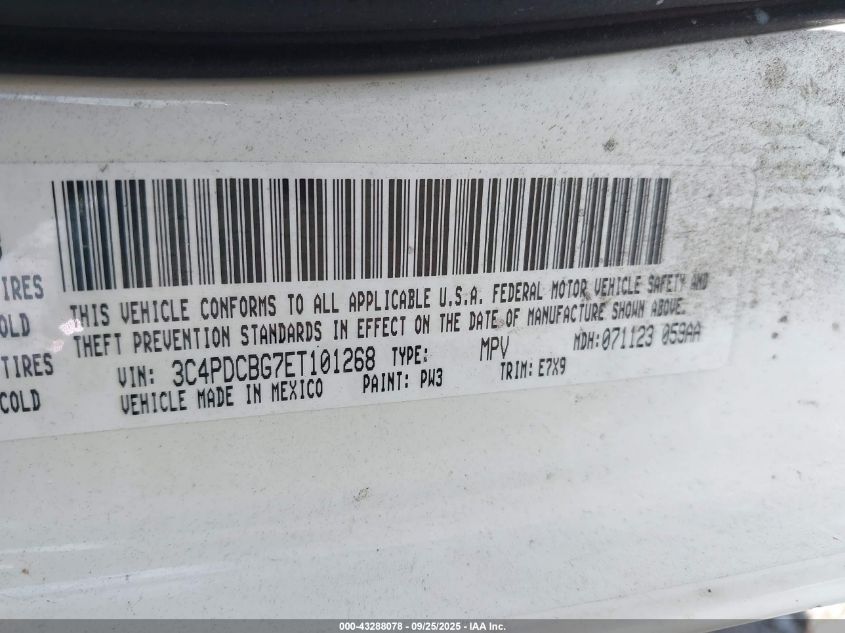 IRES
OLD
TIRES
COLD
THIS VEHICLE CONFORMS TO ALL APPLICABLE U.S.A. FEDERAL MOTOR VEHICLE SAFETY AND
THEFT PREVENTION STANDARDS IN EFFECT ON THE DATE OF MANUFACTURE SHOWN ABOVE.
VIN: 3C4PDCBG7ET101268 TYPE: MPV MDH:071123 059AA
VEHICLE MADE IN MEXICO PAINT: PW3 TRIM: E7X9
000-43288078 - 09/25/2025 - IAA Inc.